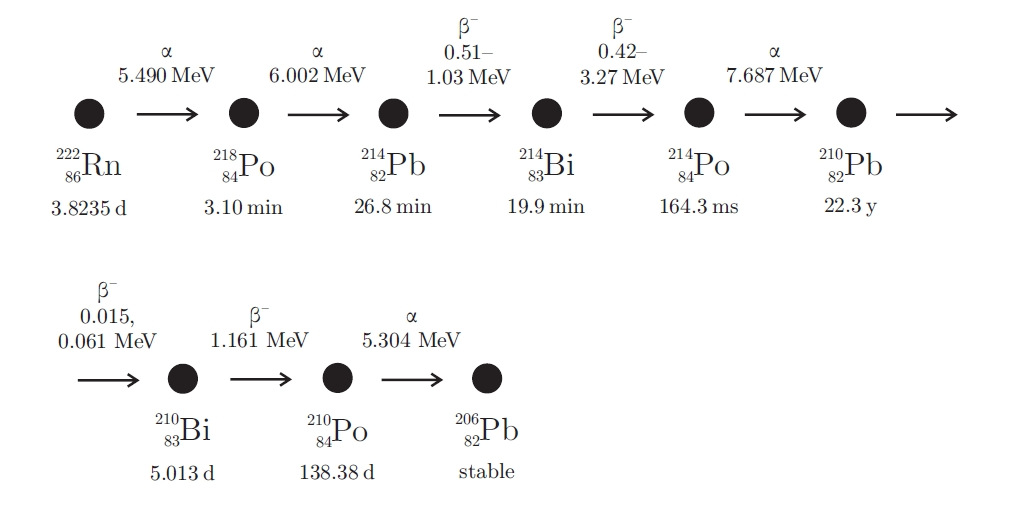 β⁻ β⁻
α α 0.51– 0.42– α
5.490 MeV 6.002 MeV 1.03 MeV 3.27 MeV 7.687 MeV
²²²₈₆Rn ²¹⁸₈₄Po ²¹⁴₈₂Pb ²¹⁴₈₃Bi ²¹⁴₈₄Po ²¹⁰₈₂Pb
3.8235 d 3.10 min 26.8 min 19.9 min 164.3 ms 22.3 y
β⁻
0.015, β⁻ α
0.061 MeV 1.161 MeV 5.304 MeV
²¹⁰₈₃Bi ²¹⁰₈₄Po ²⁰⁶₈₂Pb
5.013 d 138.38 d stable